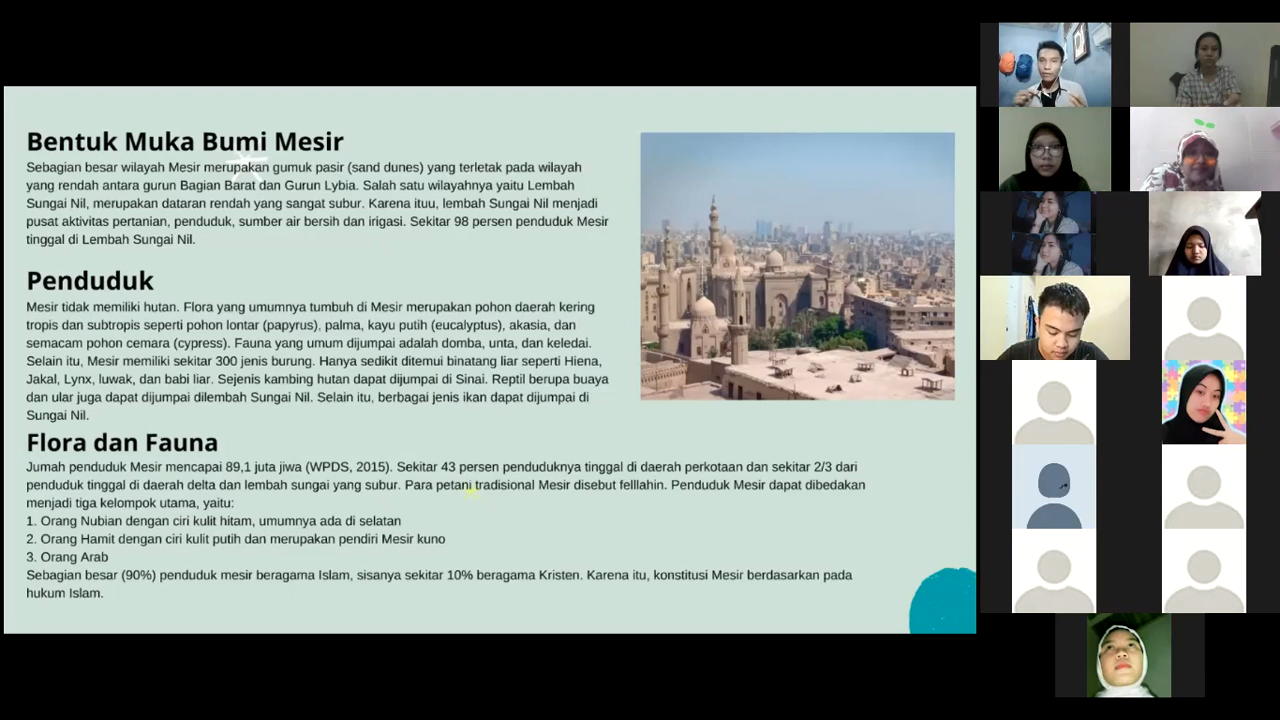 Bentuk Muka Bumi Mesir
Sebagian besar wilayah Mesir merupakan gumuk pasir (sand dunes) yang terletak pada wilayah
yang rendah antara gurun Bagian Barat dan Gurun Lybia. Salah satu wilayahnya yaitu Lembah
Sungai Nil, merupakan dataran rendah yang sangat subur. Karena ituu, lembah Sungai Nil menjadi
pusat aktivitas pertanian, penduduk, sumber air bersih dan irigasi. Sekitar 98 persen penduduk Mesir
tinggal di Lembah Sungai Nil.
Penduduk
Mesir tidak memiliki hutan. Flora yang umumnya tumbuh di Mesir merupakan pohon daerah kering
tropis dan subtropis seperti pohon lontar (papyrus), palma, kayu putih (eucalyptus), akasia, dan
semacam pohon cemara (cypress). Fauna yang umum dijumpai adalah domba, unta, dan keledai.
Selain itu, Mesir memiliki sekitar 300 jenis burung. Hanya sedikit ditemui binatang liar seperti Hiena,
Jakal, Lynx, luwak, dan babi liar. Sejenis kambing hutan dapat dijumpai di Sinai. Reptil berupa buaya
dan ular juga dapat dijumpai dilembah Sungai Nil. Selain itu, berbagai jenis ikan dapat dijumpai di
Sungai Nil.
Flora dan Fauna
Jumah penduduk Mesir mencapai 89,1 juta jiwa (WPDS, 2015). Sekitar 43 persen penduduknya tinggal di daerah perkotaan dan sekitar 2/3 dari
penduduk tinggal di daerah delta dan lembah sungai yang subur. Para petani tradisional Mesir disebut felllahin. Penduduk Mesir dapat dibedakan
menjadi tiga kelompok utama, yaitu:
1. Orang Nubian dengan ciri kulit hitam, umumnya ada di selatan
2. Orang Hamit dengan ciri kulit putih dan merupakan pendiri Mesir kuno
3. Orang Arab
Sebagian besar (90%) penduduk mesir beragama Islam, sisanya sekitar 10% beragama Kristen. Karena itu, konstitusi Mesir berdasarkan pada
hukum Islam.